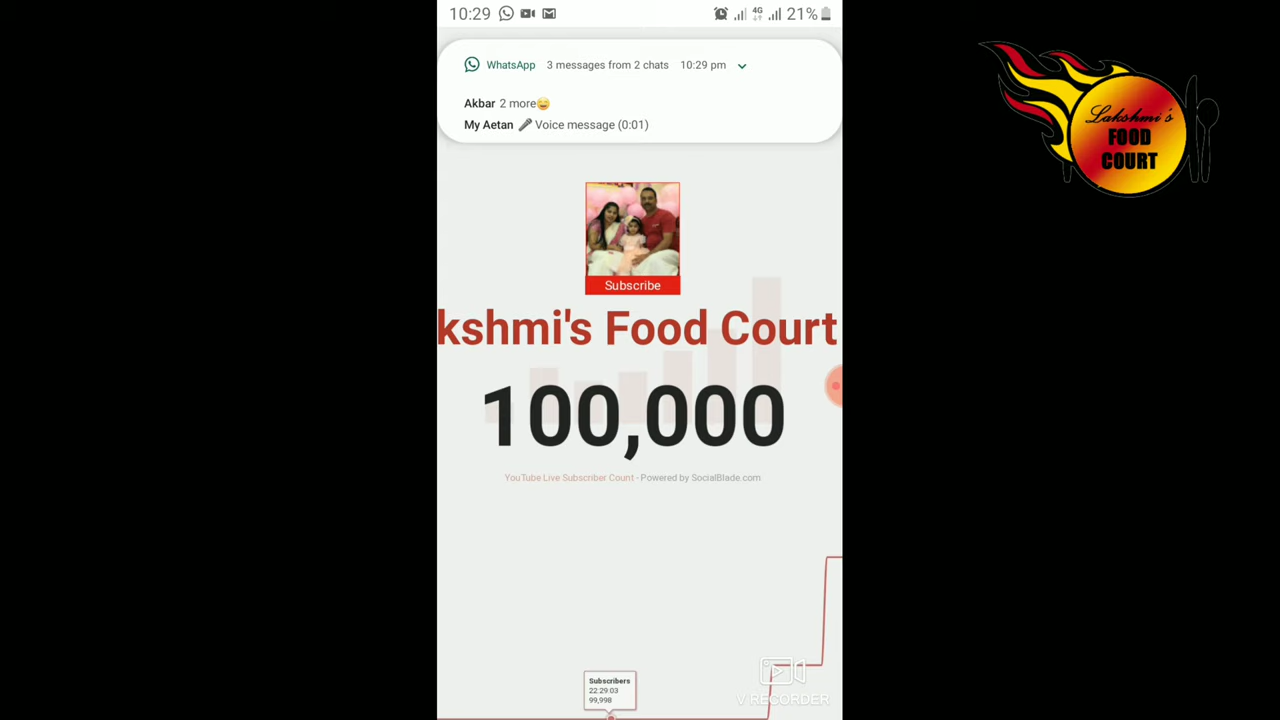 10:29
4G
21%
WhatsApp 3 messages from 2 chats 10:29 pm
Akbar 2 more😅
My Aetan 🎤 Voice message (0:01)
Subscribe
kshmi's Food Court
100,000
YouTube Live Subscriber Count - Powered by SocialBlade.com
Subscribers
22:29:03
99,998
V RECORDER
Lakshmi's
FOOD
COURT